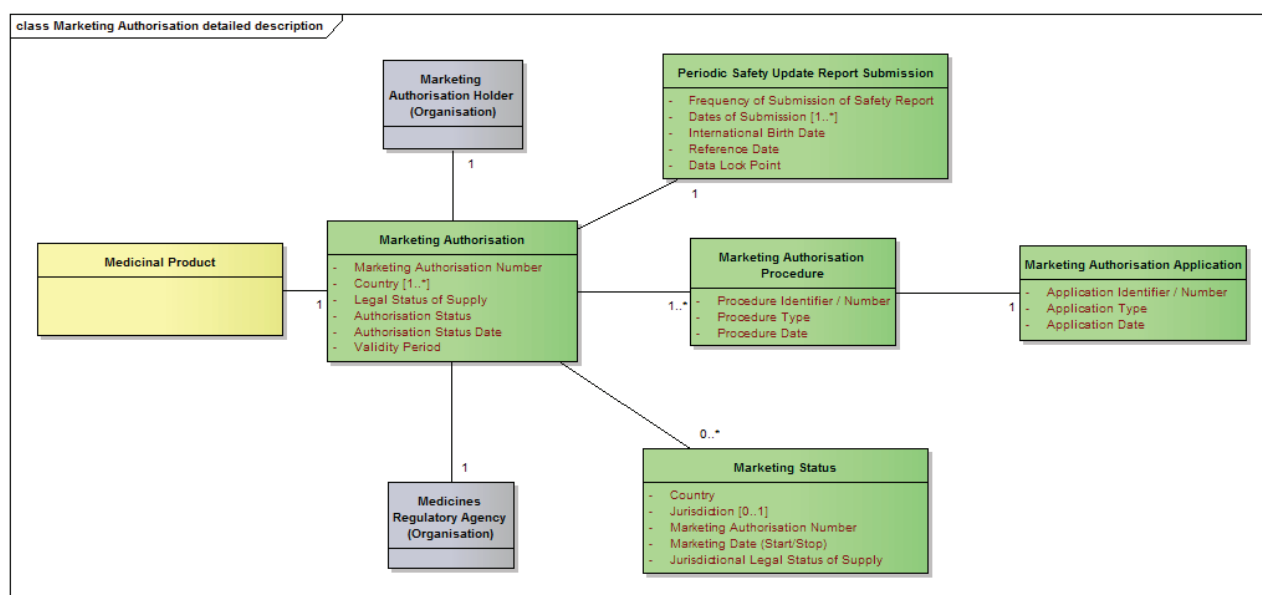 class Marketing Authorisation detailed description
Marketing
Authorisation Holder
(Organisation)
1
Periodic Safety Update Report Submission
- Frequency of Submission of Safety Report
- Dates of Submission [1..*]
- International Birth Date
- Reference Date
- Data Lock Point
1
Medicinal Product
1
Marketing Authorisation
- Marketing Authorisation Number
- Country [1..*]
- Legal Status of Supply
- Authorisation Status
- Authorisation Status Date
- Validity Period
1..*
Marketing Authorisation
Procedure
- Procedure Identifier / Number
- Procedure Type
- Procedure Date
1
Marketing Authorisation Application
- Application Identifier / Number
- Application Type
- Application Date
1
Medicines
Regulatory Agency
(Organisation)
0..*
Marketing Status
- Country
- Jurisdiction [0..1]
- Marketing Authorisation Number
- Marketing Date (Start/Stop)
- Jurisdictional Legal Status of Supply